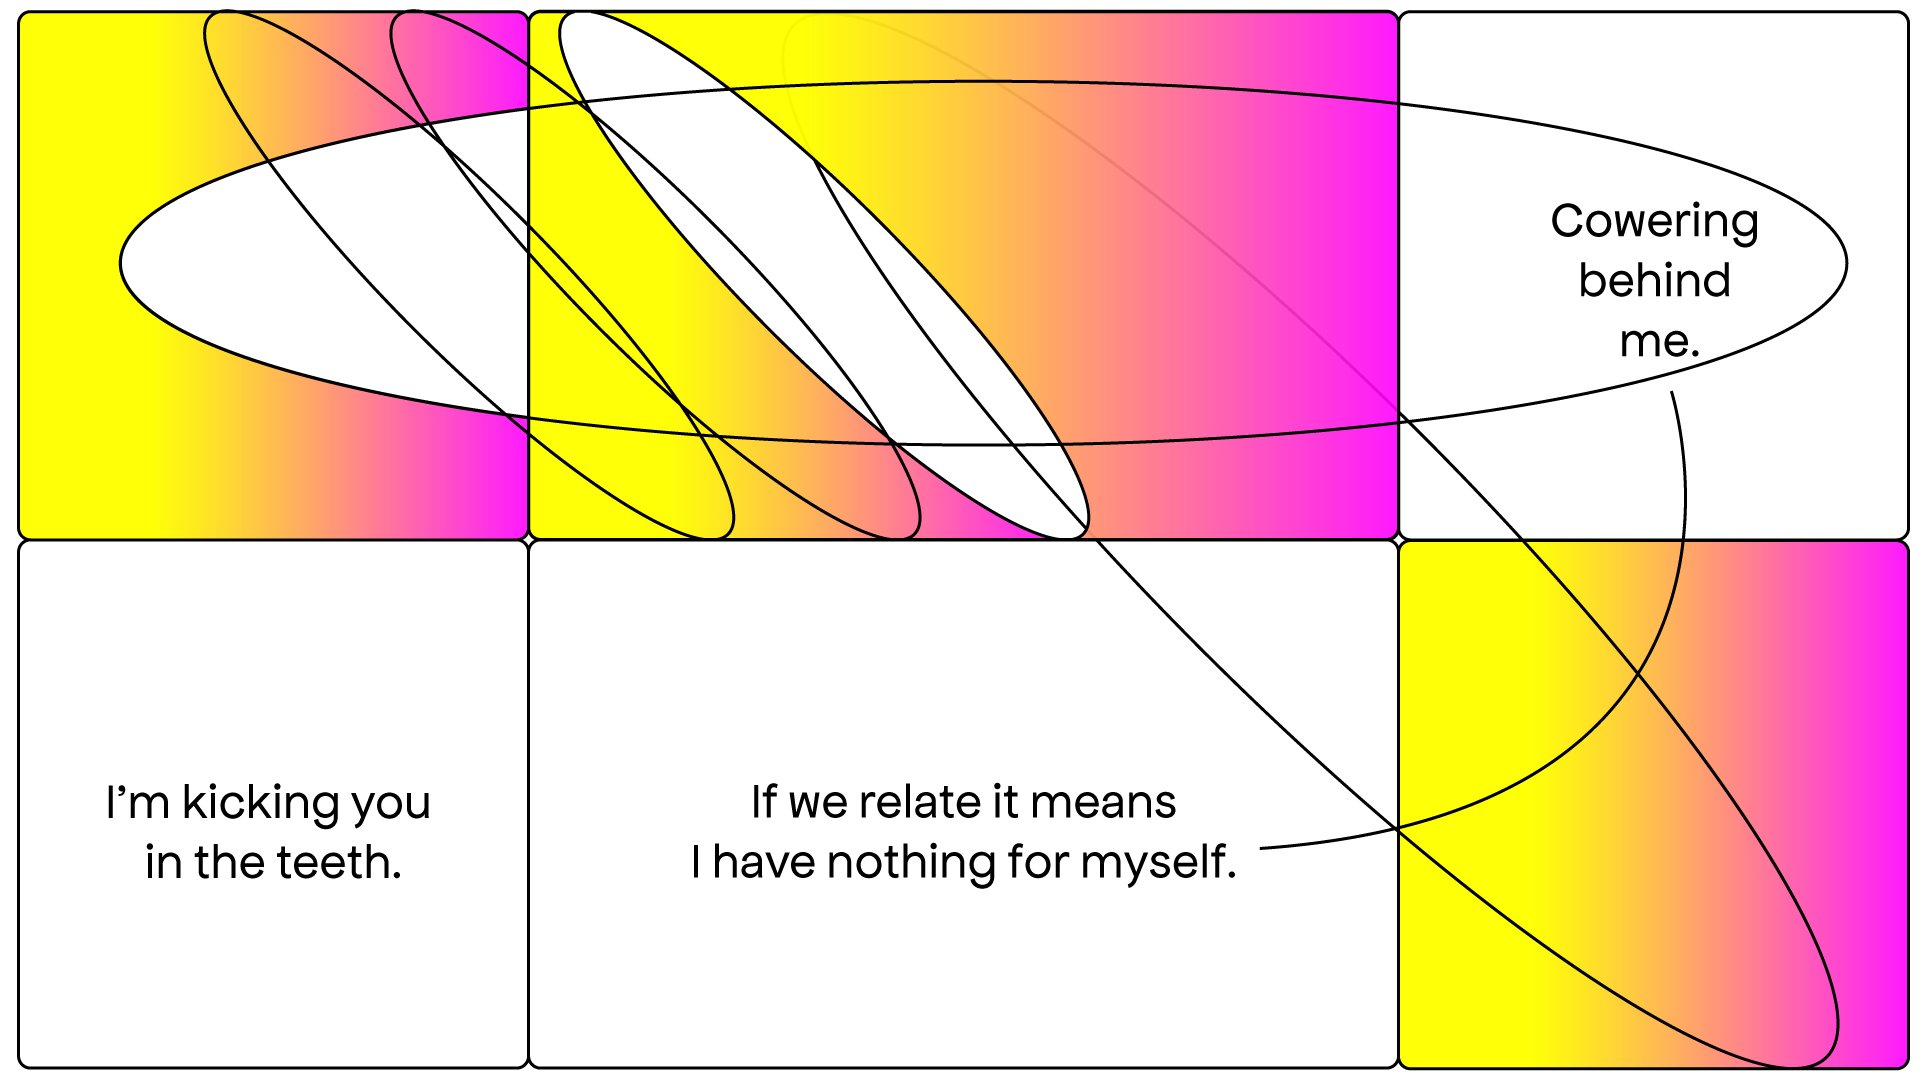 Cowering
behind
me.
I’m kicking you
in the teeth.
If we relate it means
I have nothing for myself.